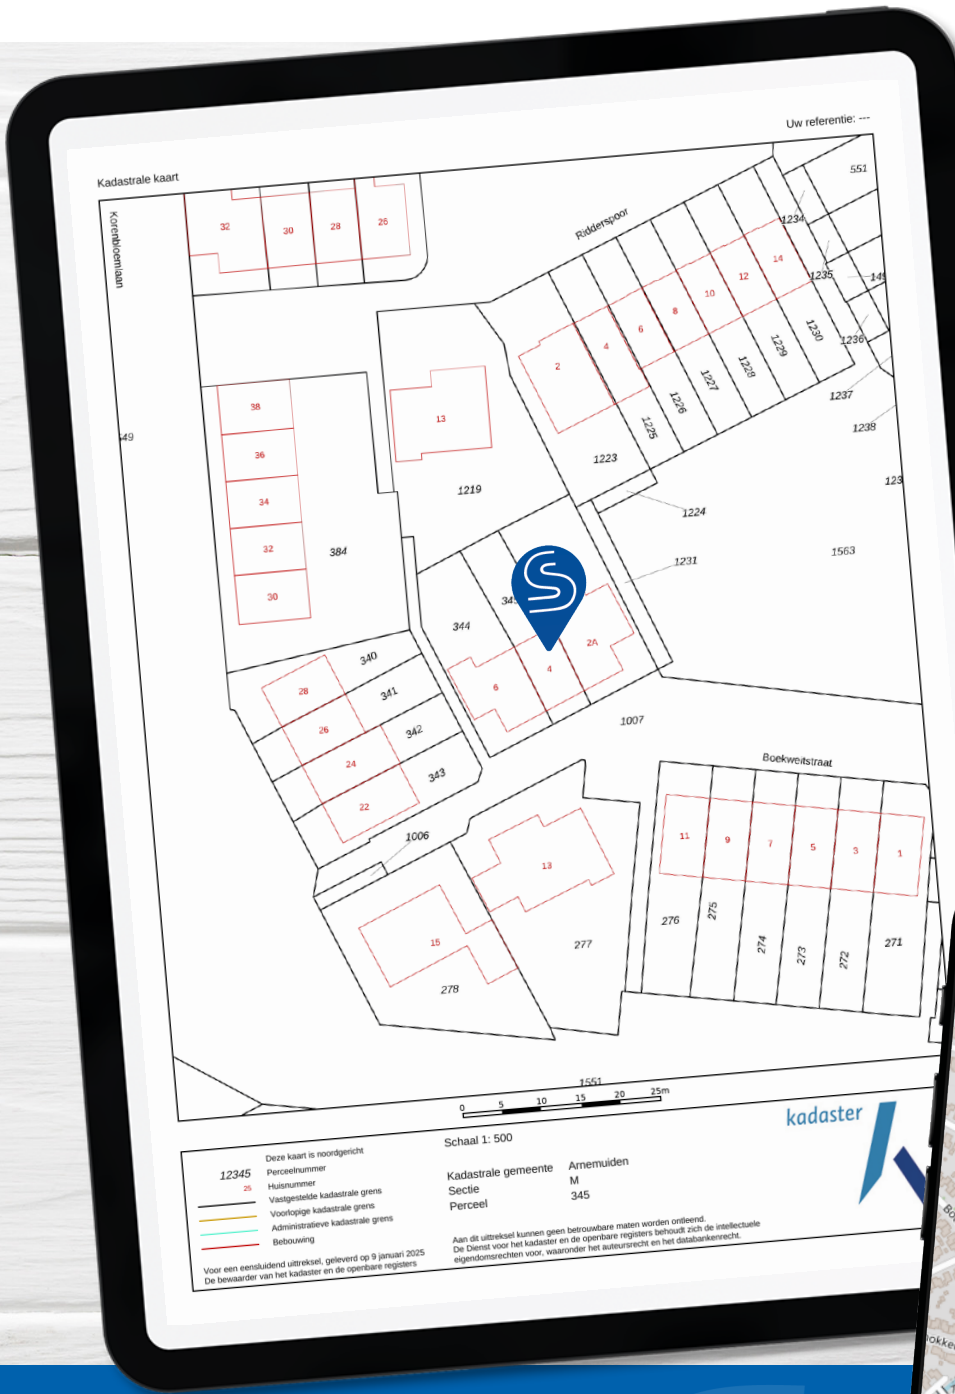 Uw referentie: ---
Kadastrale kaart
Korenbloemlaan
32
30
28
26
Ridderspoor
551
1234
1235
149
1236
1237
1238
14
12
10
8
6
4
2
1230
1229
1228
1227
1226
1225
1223
1224
1231
1563
123
13
1219
38
36
34
32
30
384
49
344
345
2A
4
6
340
341
342
343
28
26
24
22
1007
1006
Boekweitstraat
11
9
7
5
3
1
276
275
274
273
272
271
13
277
15
278
1551
0 5 10 15 20 25m
Schaal 1: 500
Deze kaart is noordgericht
12345 Perceelnummer
25 Huisnummer
Vastgestelde kadastrale grens
Voorlopige kadastrale grens
Administratieve kadastrale grens
Bebouwing
Voor een eensluidend uittreksel, geleverd op 9 januari 2025
De bewaarder van het kadaster en de openbare registers
Kadastrale gemeente Arnemuiden
Sectie M
Perceel 345
Aan dit uittreksel kunnen geen betrouwbare maten worden ontleend.
De Dienst voor het kadaster en de openbare registers behoudt zich de intellectuele
eigendomsrechten voor, waaronder het auteursrecht en het databankenrecht.
kadaster